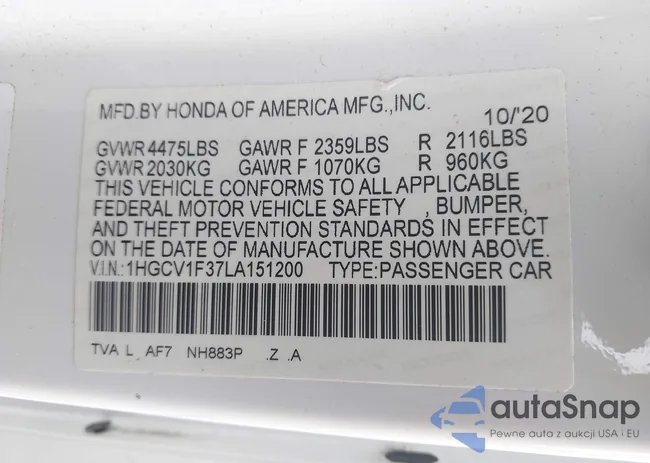 MFD.BY HONDA OF AMERICA MFG.,INC. 10/'20
GVWR 4475LBS GAWR F 2359LBS R 2116LBS
GVWR 2030KG GAWR F 1070KG R 960KG
THIS VEHICLE CONFORMS TO ALL APPLICABLE
FEDERAL MOTOR VEHICLE SAFETY , BUMPER,
AND THEFT PREVENTION STANDARDS IN EFFECT
ON THE DATE OF MANUFACTURE SHOWN ABOVE.
V.I.N.:1HGCV1F37LA151200 TYPE:PASSENGER CAR
TVA L AF7 NH883P .Z .A
autaSnap
Pewne auta z aukcji USA i EU